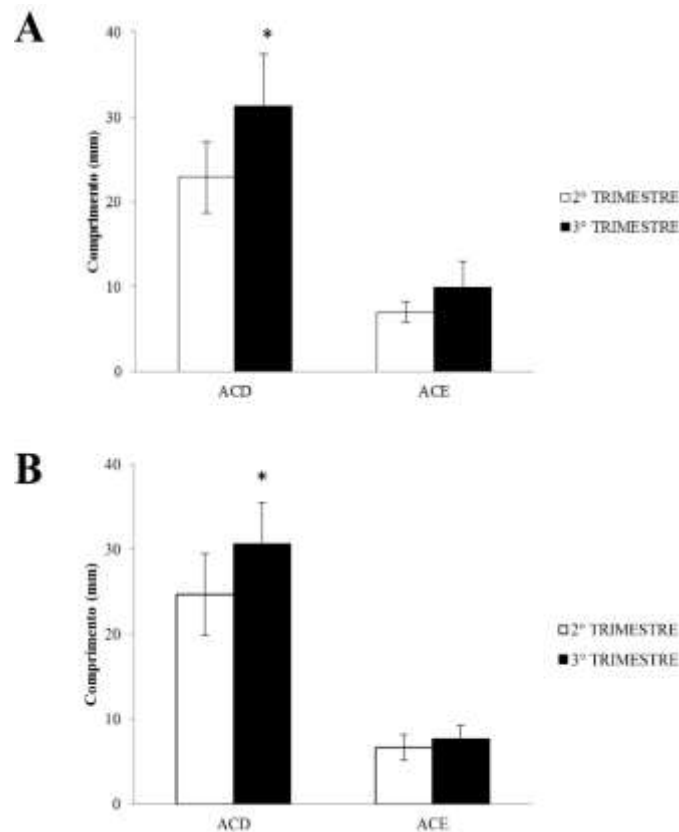 A
40
*
30
20
10
0
Comprimento (mm)
ACD
ACE
2° TRIMESTRE
3° TRIMESTRE
B
40
*
30
20
10
0
Comprimento (mm)
ACD
ACE
2° TRIMESTRE
3° TRIMESTRE